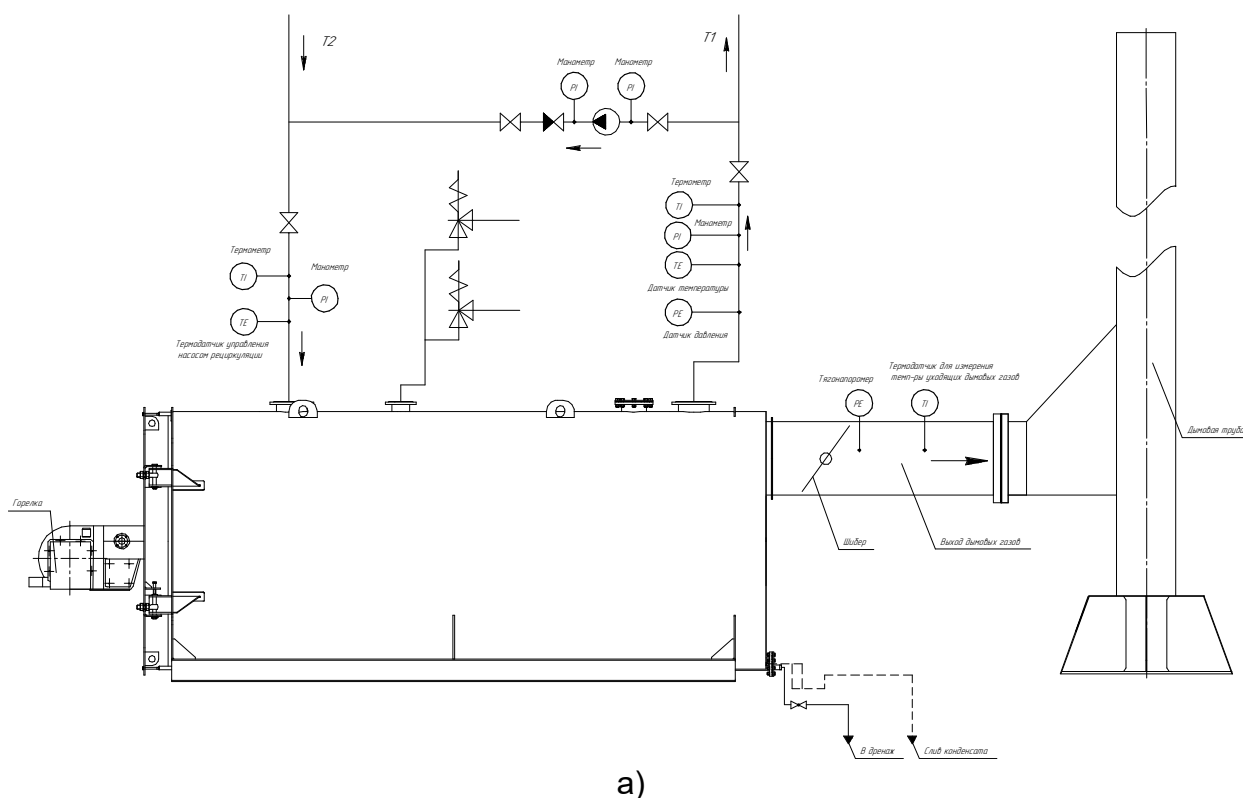 T2
T1
Манометр
Манометр
PI
PI
Термометр
TI
Манометр
PI
TE
Датчик температуры
PE
Датчик давления
Термометр
TI
Манометр
PI
TE
Термодатчик управления
насосом рециркуляции
Тягонапоромер
PE
Термодатчик для измерения
темп-ры уходящих дымовых газов
TI
Дымовая труба
Горелка
Шибер
Выход дымовых газов
В дренаж
Слив конденсата
а)